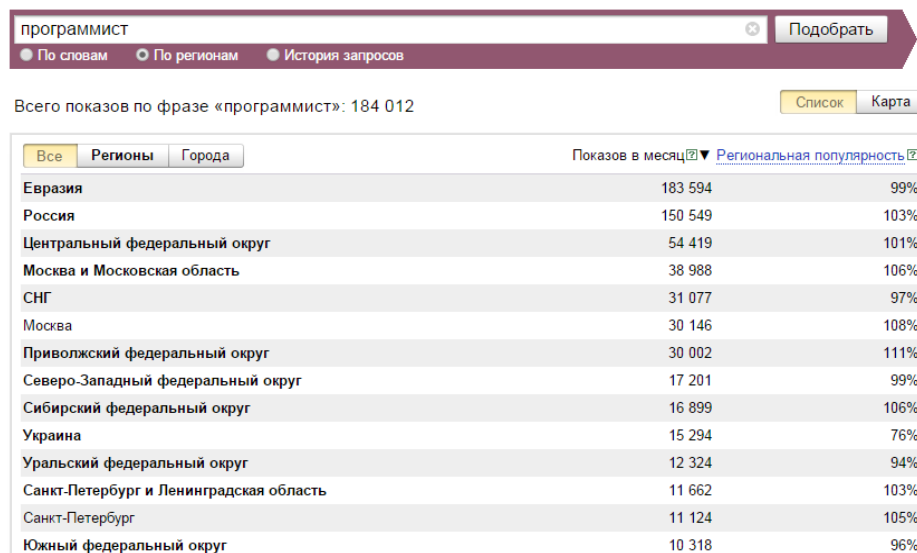 программист Подобрать
По словам По регионам История запросов
Всего показов по фразе «программист»: 184 012 Список Карта
Все Регионы Города Показов в месяц ? ▼ Региональная популярность ?
Евразия 183 594 99%
Россия 150 549 103%
Центральный федеральный округ 54 419 101%
Москва и Московская область 38 988 106%
СНГ 31 077 97%
Москва 30 146 108%
Приволжский федеральный округ 30 002 111%
Северо-Западный федеральный округ 17 201 99%
Сибирский федеральный округ 16 899 106%
Украина 15 294 76%
Уральский федеральный округ 12 324 94%
Санкт-Петербург и Ленинградская область 11 662 103%
Санкт-Петербург 11 124 105%
Южный федеральный округ 10 318 96%